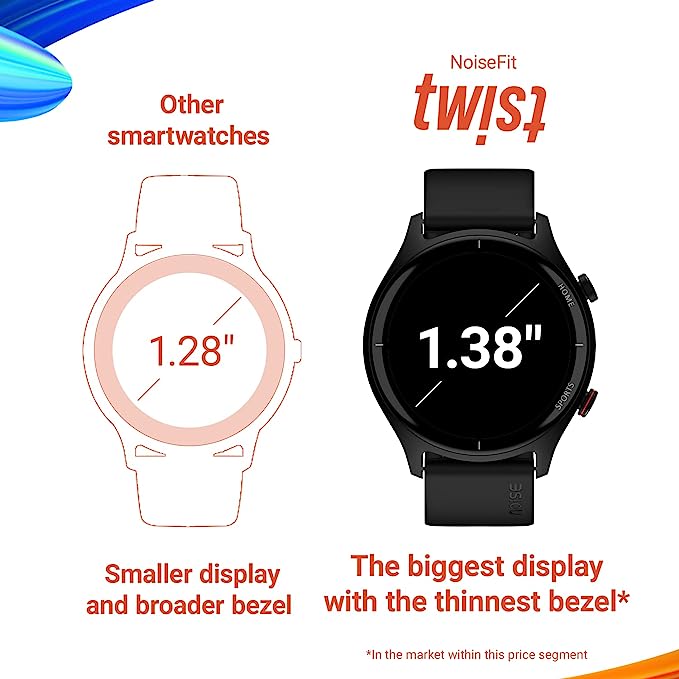 Other
smartwatches
NoiseFit
twist
1.28"
1.38"
HOME
SPORTS
NOISE
Smaller display
and broader bezel
The biggest display
with the thinnest bezel*
*In the market within this price segment